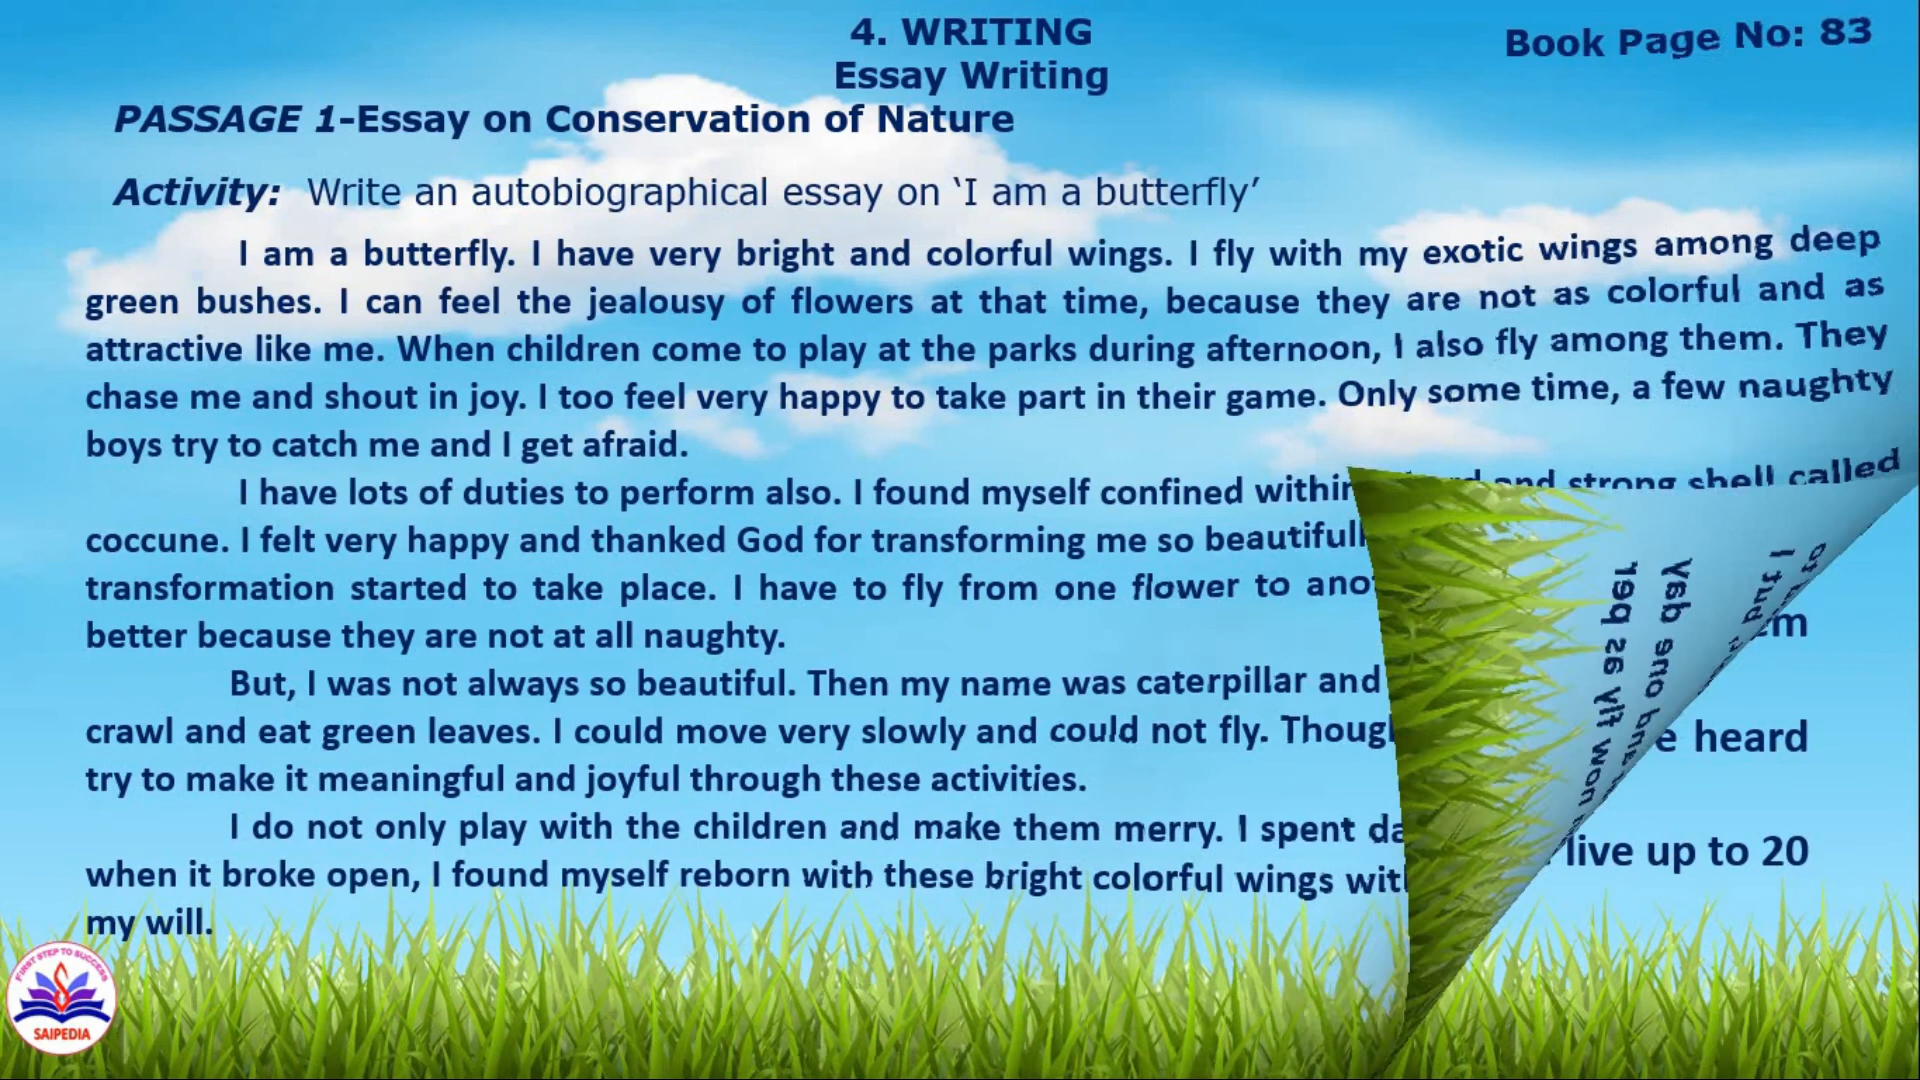 4. WRITING
Book Page No: 83
Essay Writing
PASSAGE 1-Essay on Conservation of Nature
Activity: Write an autobiographical essay on ‘I am a butterfly’
I am a butterfly. I have very bright and colorful wings. I fly with my exotic wings among deep
green bushes. I can feel the jealousy of flowers at that time, because they are not as colorful and as
attractive like me. When children come to play at the parks during afternoon, I also fly among them. They
chase me and shout in joy. I too feel very happy to take part in their game. Only some time, a few naughty
boys try to catch me and I get afraid.
I have lots of duties to perform also. I found myself confined within and strong shell called
coccune. I felt very happy and thanked God for transforming me so
transformation started to take place. I have to fly from one flower to
better because they are not at all naughty.
But, I was not always so beautiful. Then my name was caterpillar and
crawl and eat green leaves. I could move very slowly and could not fly.
heard
try to make it meaningful and joyful through these activities.
I do not only play with the children and make them merry. I spent
live up to 20
when it broke open, I found myself reborn with these bright colorful wings
my will.
FIRST STEP TO SUCCESS
SAIPEDIA